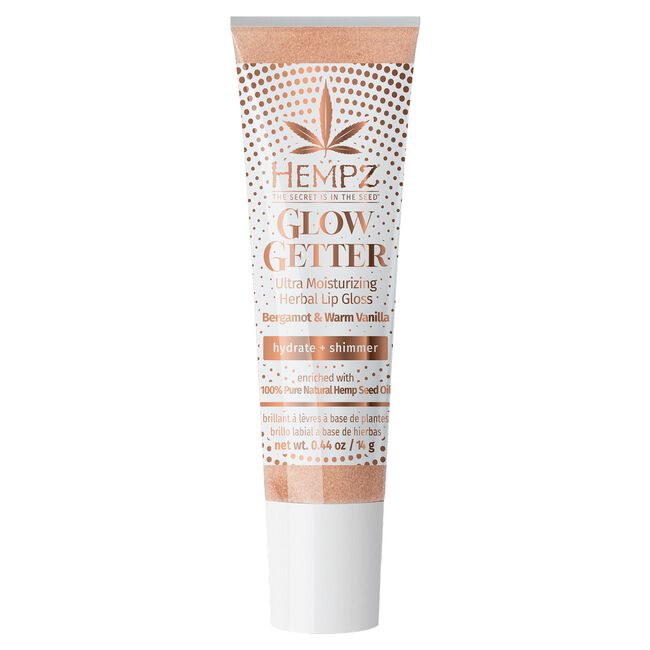 HEMPZ
THE SECRET IS IN THE SEED
GLOW
GETTER
Ultra Moisturizing
Herbal Lip Gloss
Bergamot & Warm Vanilla
hydrate + shimmer
enriched with
100% Pure Natural Hemp Seed Oil
brillant à lèvres à base de plantes
brillo labial a base de hierbas
net wt. 0.44 oz / 14 g